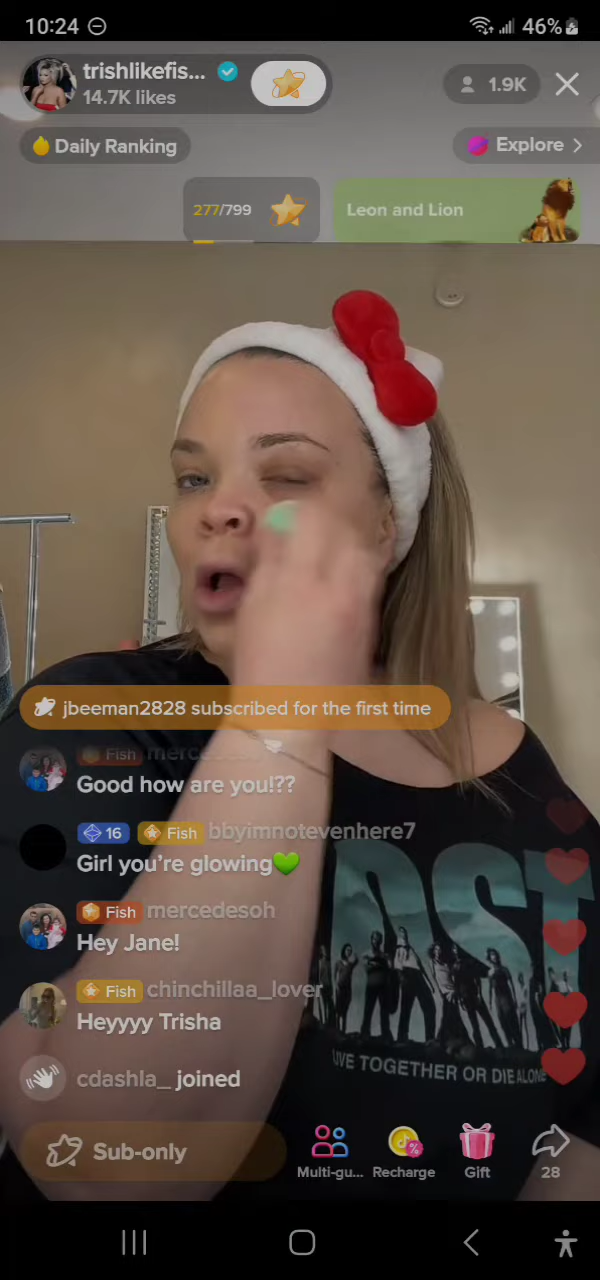 10:24
46%
trishlikefis...
14.7K likes
1.9K
Daily Ranking
Explore >
277/799
Leon and Lion
jbeeman2828 subscribed for the first time
Fish mercedesoh
Good how are you!??
16 Fish bbyimnotevenhere7
Girl you're glowing💚
Fish mercedesoh
Hey Jane!
Fish chinchillaa_lover
Heyyyy Trisha
cdashla_ joined
OST
LIVE TOGETHER OR DIE ALONE
Sub-only
Multi-gu...
Recharge
Gift
28